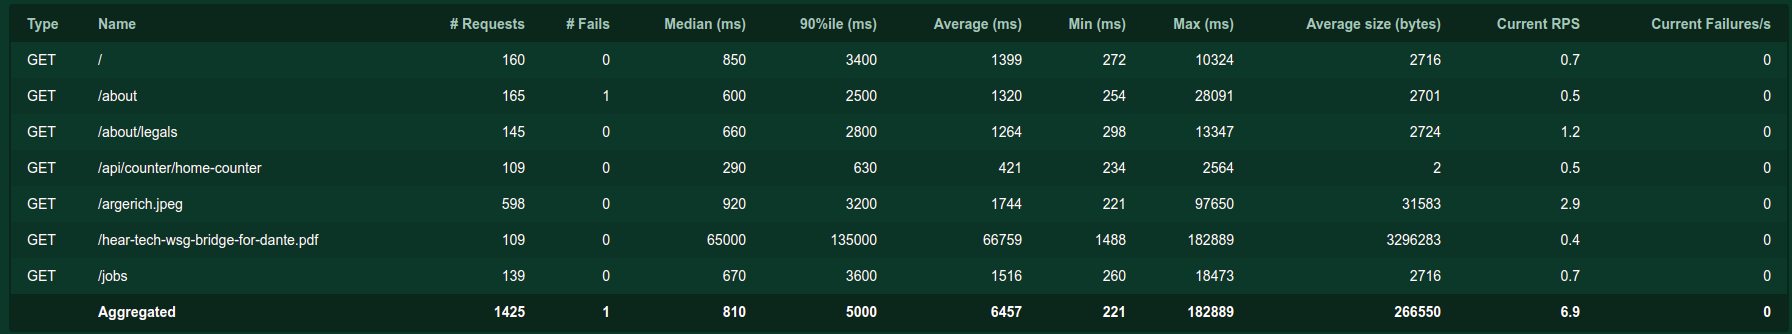 Type Name # Requests # Fails Median (ms) 90%ile (ms) Average (ms) Min (ms) Max (ms) Average size (bytes) Current RPS Current Failures/s
GET / 160 0 850 3400 1399 272 10324 2716 0.7 0
GET /about 165 1 600 2500 1320 254 28091 2701 0.5 0
GET /about/legals 145 0 660 2800 1264 298 13347 2724 1.2 0
GET /api/counter/home-counter 109 0 290 630 421 234 2564 2 0.5 0
GET /argerich.jpeg 598 0 920 3200 1744 221 97650 31583 2.9 0
GET /hear-tech-wsg-bridge-for-dante.pdf 109 0 65000 135000 66759 1488 182889 3296283 0.4 0
GET /jobs 139 0 670 3600 1516 260 18473 2716 0.7 0
Aggregated 1425 1 810 5000 6457 221 182889 266550 6.9 0